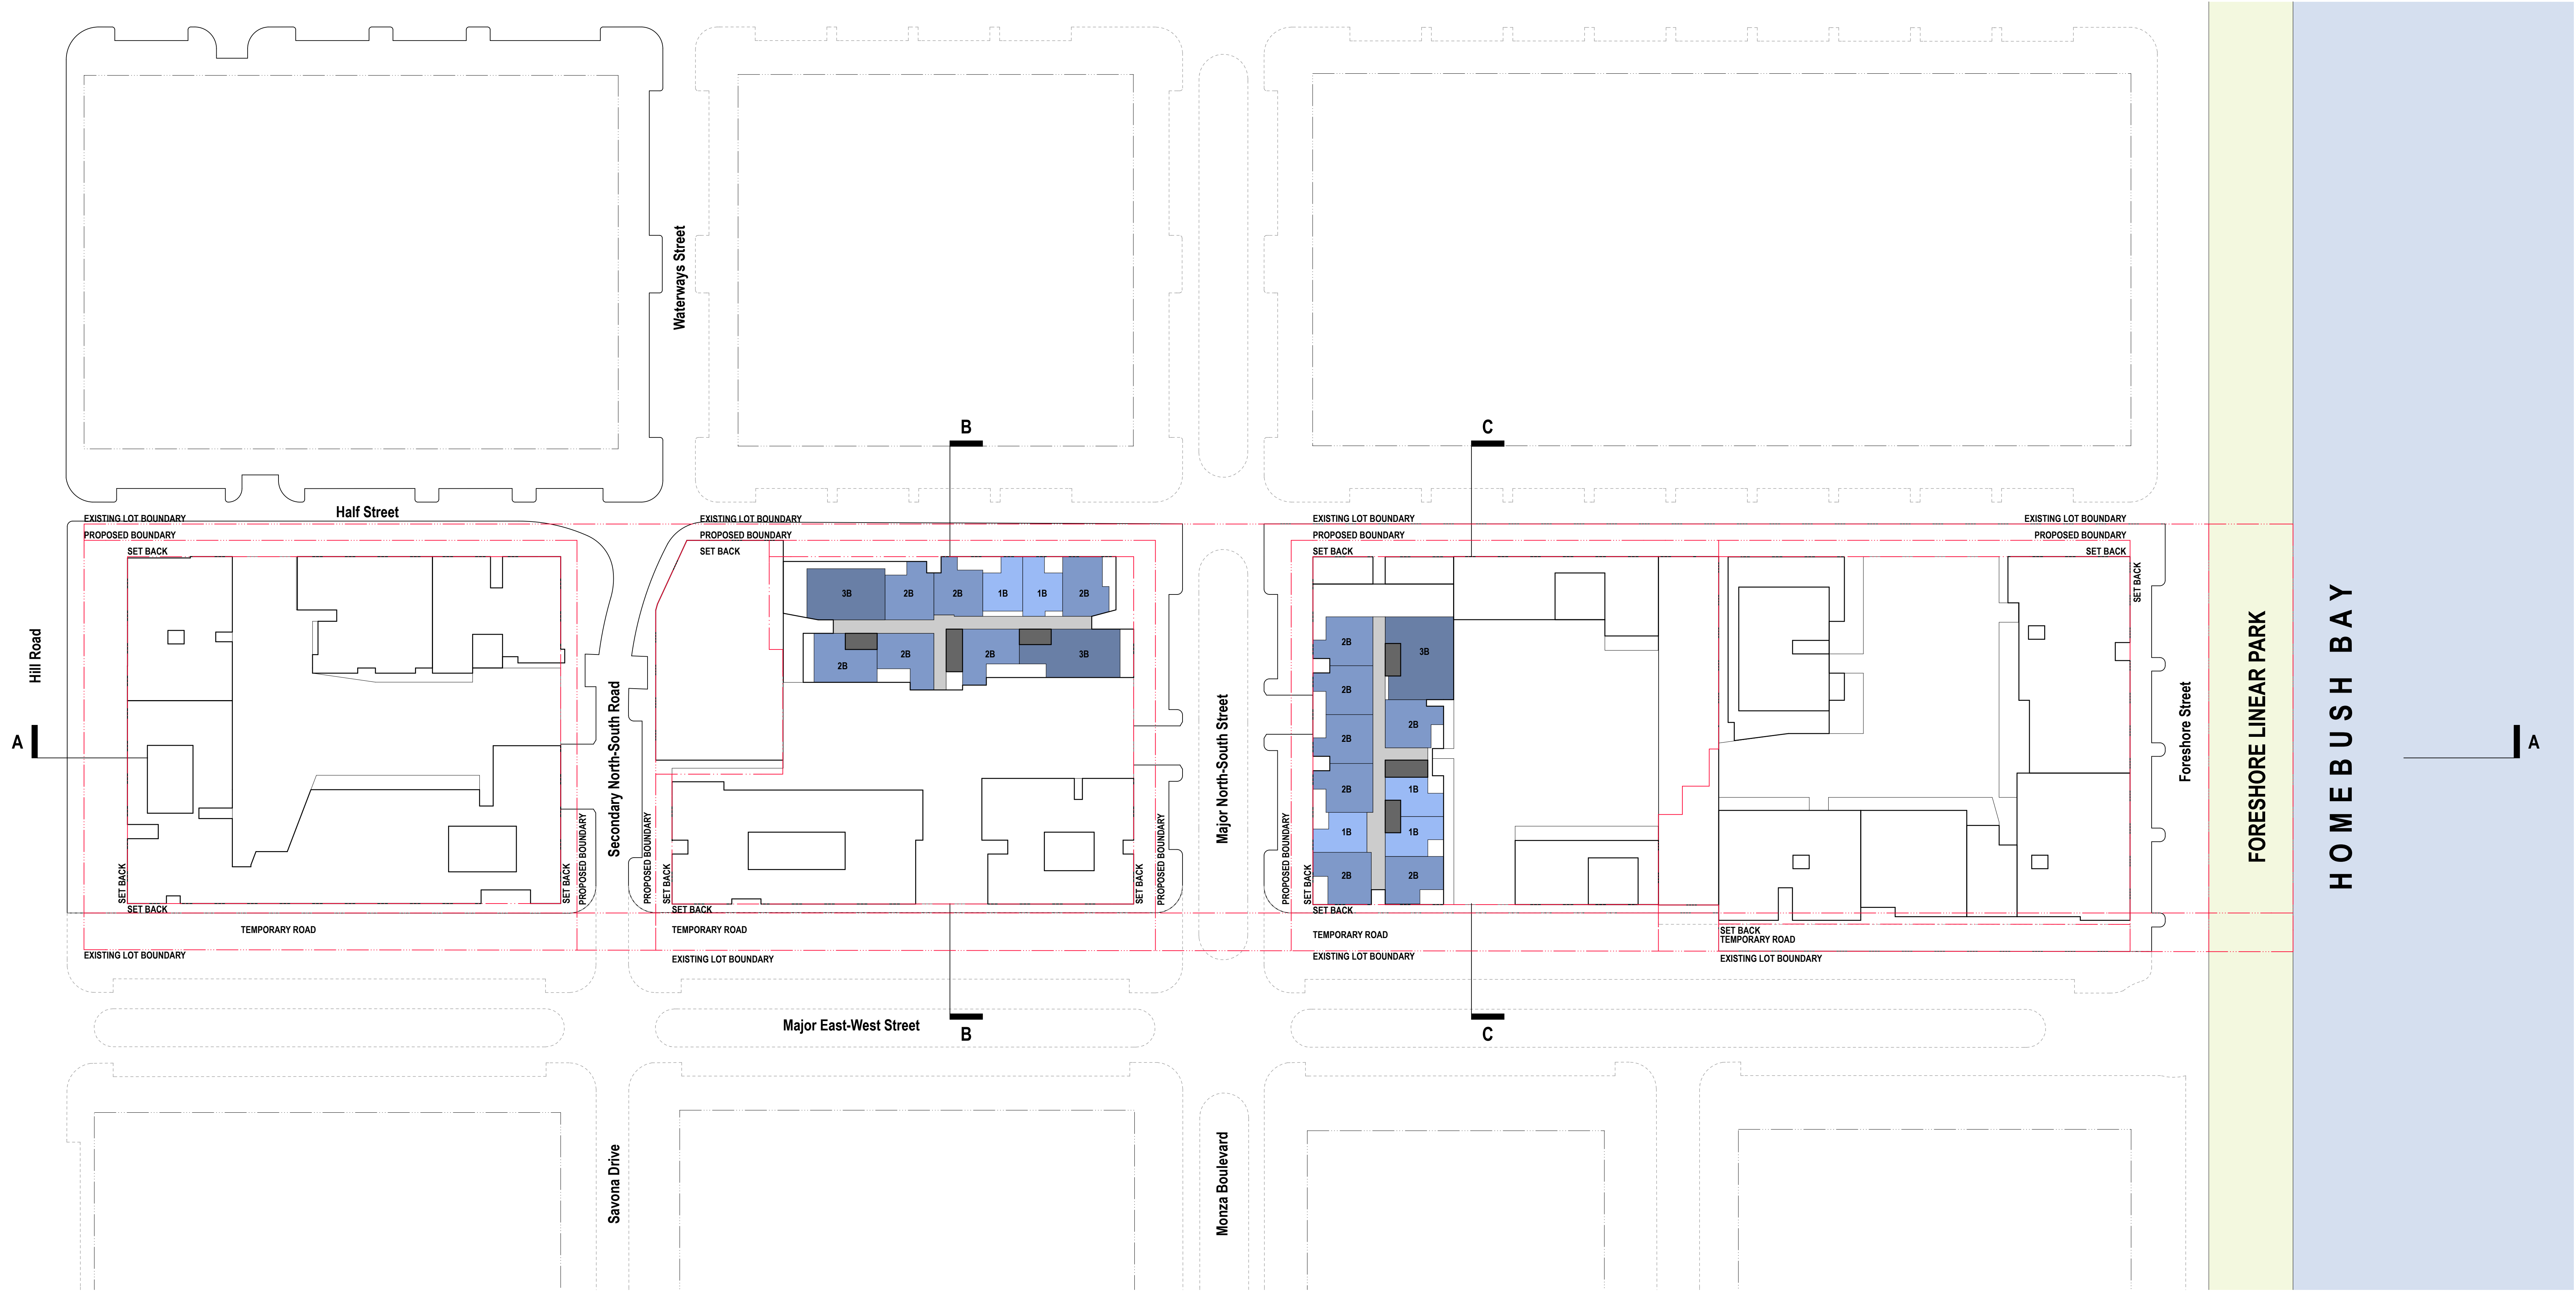 Waterways Street
B
C
Half Street
EXISTING LOT BOUNDARY
EXISTING LOT BOUNDARY
EXISTING LOT BOUNDARY
EXISTING LOT BOUNDARY
PROPOSED BOUNDARY
PROPOSED BOUNDARY
PROPOSED BOUNDARY
PROPOSED BOUNDARY
SET BACK
SET BACK
SET BACK
SET BACK
SET BACK
3B
2B
2B
1B
1B
2B
2B
2B
2B
3B
2B
3B
2B
2B
2B
2B
1B
1B
1B
2B
2B
Hill Road
A
Secondary North-South Road
Major North-South Street
Foreshore Street
FORESHORE LINEAR PARK
HOMEBUSH BAY
A
SET BACK
SET BACK
PROPOSED BOUNDARY
PROPOSED BOUNDARY
SET BACK
SET BACK
PROPOSED BOUNDARY
PROPOSED BOUNDARY
SET BACK
SET BACK
SET BACK
SET BACK
TEMPORARY ROAD
TEMPORARY ROAD
TEMPORARY ROAD
SET BACK
TEMPORARY ROAD
EXISTING LOT BOUNDARY
EXISTING LOT BOUNDARY
EXISTING LOT BOUNDARY
EXISTING LOT BOUNDARY
Major East-West Street
B
C
Savona Drive
Monza Boulevard